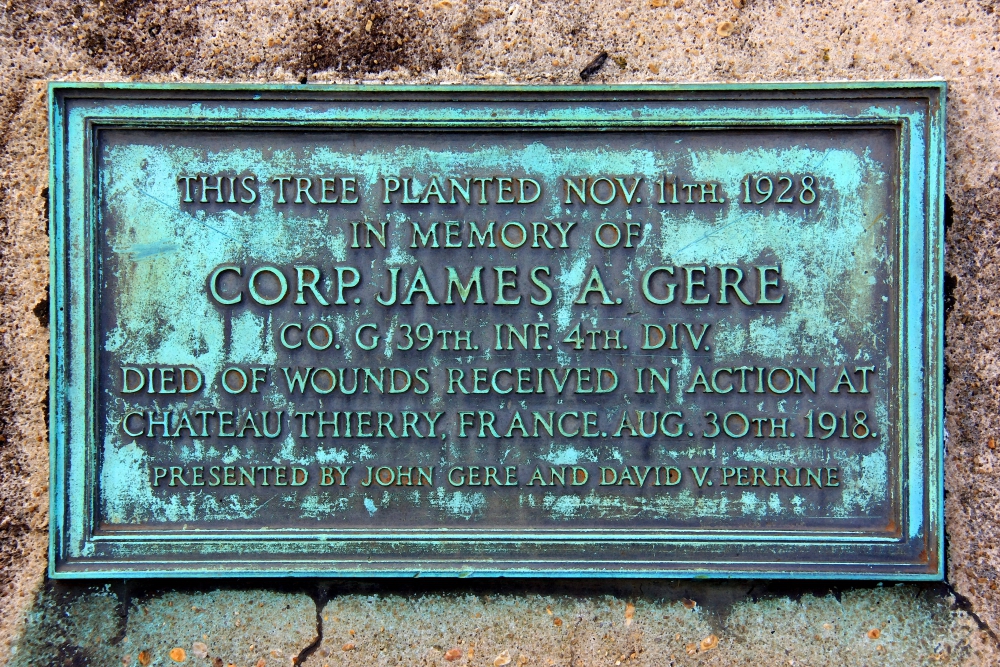 THIS TREE PLANTED NOV. 11TH. 1928
IN MEMORY OF
CORP. JAMES A. GERE
CO. G 39TH. INF. 4TH. DIV.
DIED OF WOUNDS RECEIVED IN ACTION AT
CHATEAU THIERRY, FRANCE. AUG. 30TH. 1918.
PRESENTED BY JOHN GERE AND DAVID V. PERRINE